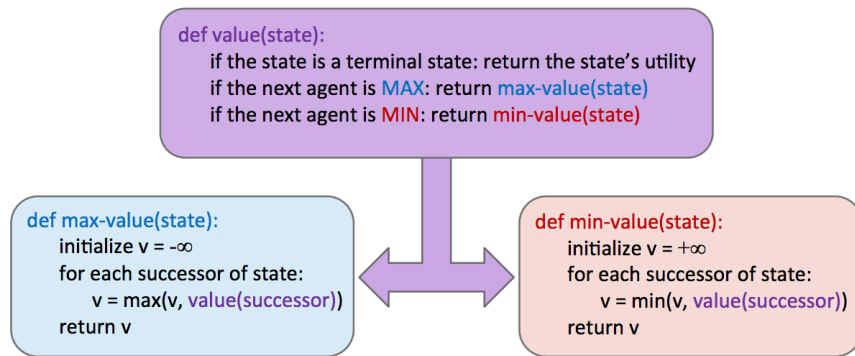 def value(state):
if the state is a terminal state: return the state’s utility
if the next agent is MAX: return max-value(state)
if the next agent is MIN: return min-value(state)
def max-value(state):
initialize v = -∞
for each successor of state:
v = max(v, value(successor))
return v
def min-value(state):
initialize v = +∞
for each successor of state:
v = min(v, value(successor))
return v